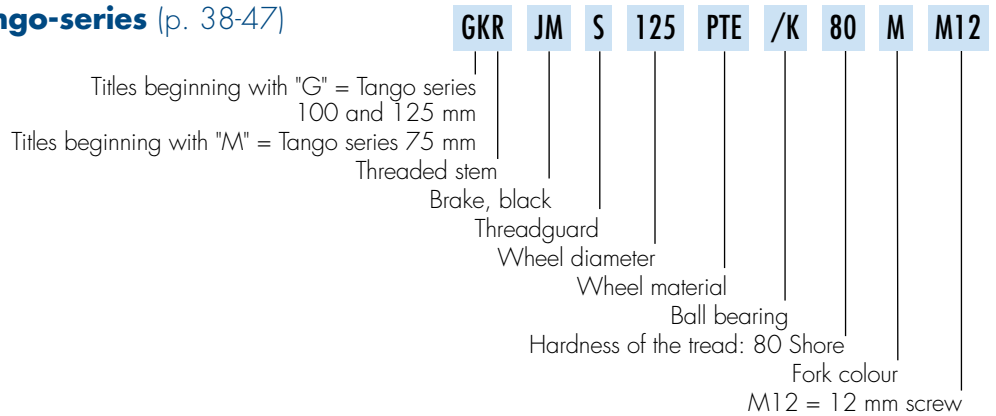 ngo-series (p. 38-47)
GKR JM S 125 PTE /K 80 M M12
Titles beginning with "G" = Tango series
100 and 125 mm
Titles beginning with "M" = Tango series 75 mm
Threaded stem
Brake, black
Threadguard
Wheel diameter
Wheel material
Ball bearing
Hardness of the tread: 80 Shore
Fork colour
M12 = 12 mm screw